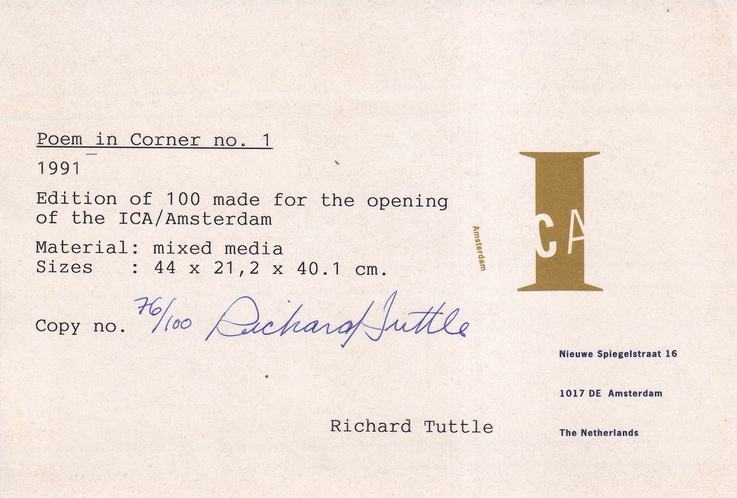 Poem in Corner no. 1
1991
Edition of 100 made for the opening
of the ICA/Amsterdam
Material: mixed media
Sizes   : 44 x 21,2 x 40.1 cm.
Copy no. 76/100 Richard Tuttle
Richard Tuttle
Amsterdam
ICA
Nieuwe Spiegelstraat 16
1017 DE Amsterdam
The Netherlands